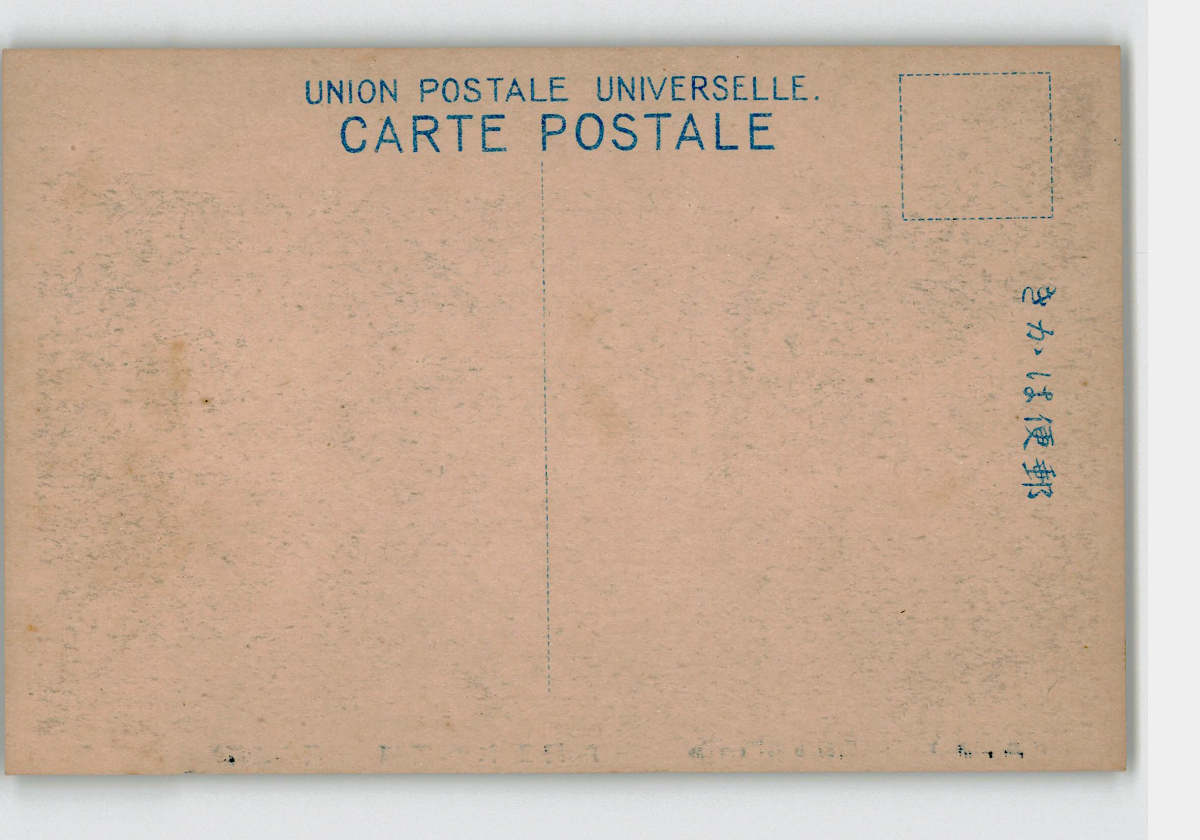 UNION POSTALE UNIVERSELLE.
CARTE POSTALE
きかは便郵